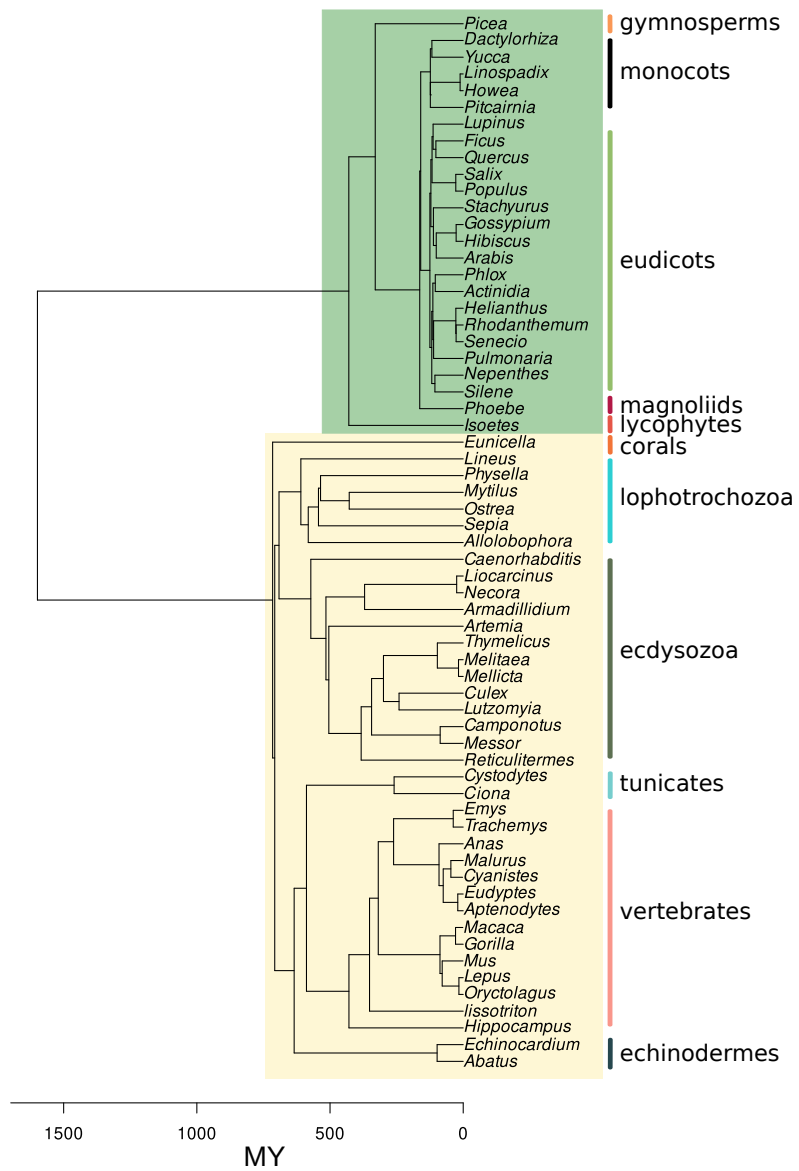 Picea
gymnosperms
Dactylorhiza
Yucca
Linospadix
monocots
Howea
Pitcairnia
Lupinus
Ficus
Quercus
Salix
Populus
Stachyurus
Gossypium
Hibiscus
Arabis
eudicots
Phlox
Actinidia
Helianthus
Rhodanthemum
Senecio
Pulmonaria
Nepenthes
Silene
Phoebe
magnoliids
Isoetes
lycophytes
Eunicella
corals
Lineus
Physella
Mytilus
lophotrochozoa
Ostrea
Sepia
Allolobophora
Caenorhabditis
Liocarcinus
Necora
Armadillidium
Artemia
Thymelicus
ecdysozoa
Melitaea
Mellicta
Culex
Lutzomyia
Camponotus
Messor
Reticulitermes
Cystodytes
tunicates
Ciona
Emys
Trachemys
Anas
Malurus
Cyanistes
Eudyptes
Aptenodytes
vertebrates
Macaca
Gorilla
Mus
Lepus
Oryctolagus
lissotriton
Hippocampus
Echinocardium
echinodermes
Abatus
1500 1000 500 0
MY